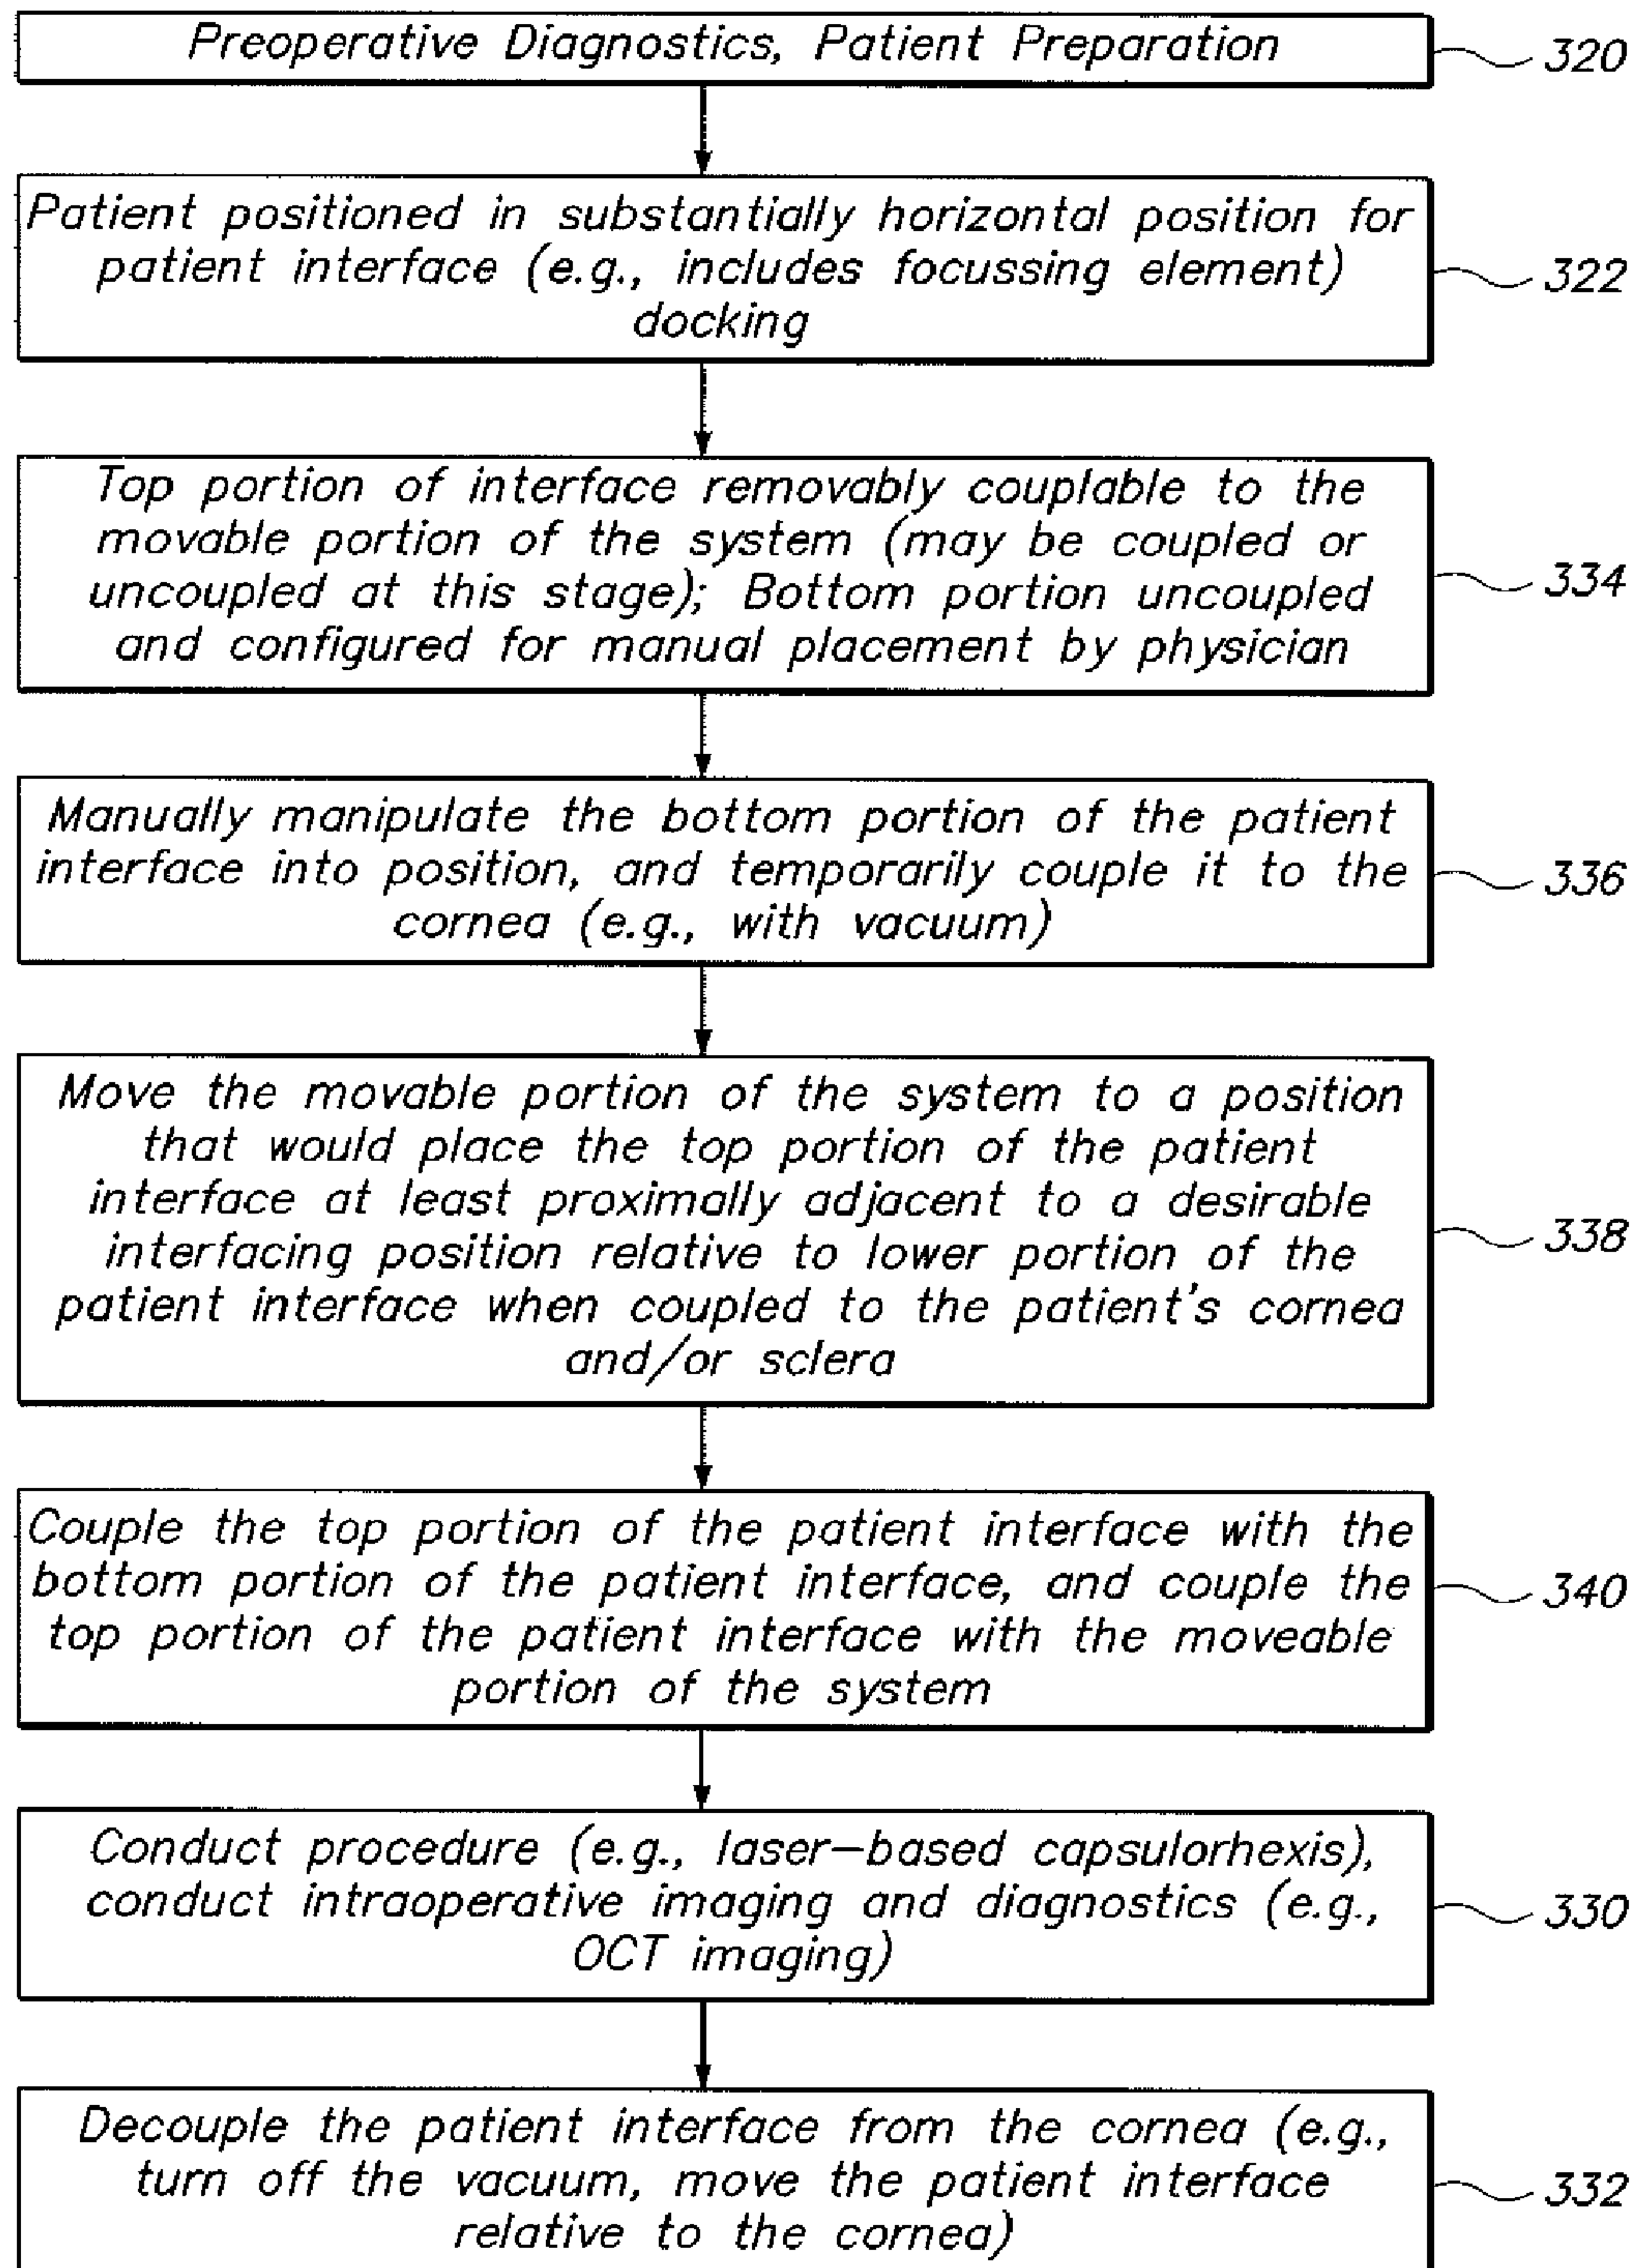 Preoperative Diagnostics, Patient Preparation
320
Patient positioned in substantially horizontal position for
patient interface (e.g., includes focussing element)
docking
322
Top portion of interface removably couplable to the
movable portion of the system (may be coupled or
uncoupled at this stage); Bottom portion uncoupled
and configured for manual placement by physician
334
Manually manipulate the bottom portion of the patient
interface into position, and temporarily couple it to the
cornea (e.g., with vacuum)
336
Move the movable portion of the system to a position
that would place the top portion of the patient
interface at least proximally adjacent to a desirable
interfacing position relative to lower portion of the
patient interface when coupled to the patient's cornea
and/or sclera
338
Couple the top portion of the patient interface with the
bottom portion of the patient interface, and couple the
top portion of the patient interface with the moveable
portion of the system
340
Conduct procedure (e.g., laser-based capsulorhexis),
conduct intraoperative imaging and diagnostics (e.g.,
OCT imaging)
330
Decouple the patient interface from the cornea (e.g.,
turn off the vacuum, move the patient interface
relative to the cornea)
332